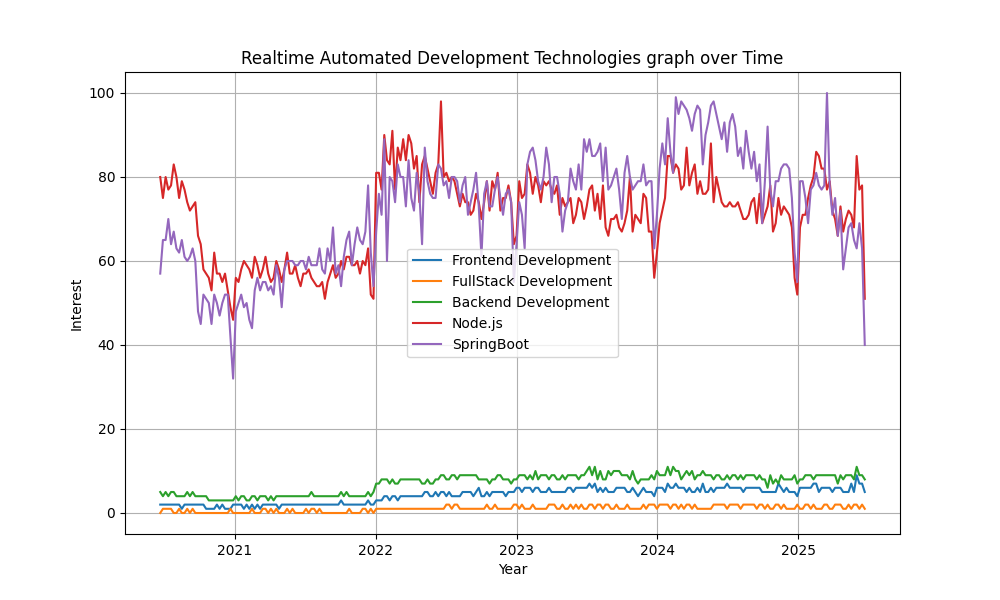 Realtime Automated Development Technologies graph over Time
100
80
60
40
20
0
Interest
Frontend Development
FullStack Development
Backend Development
Node.js
SpringBoot
2021 2022 2023 2024 2025
Year